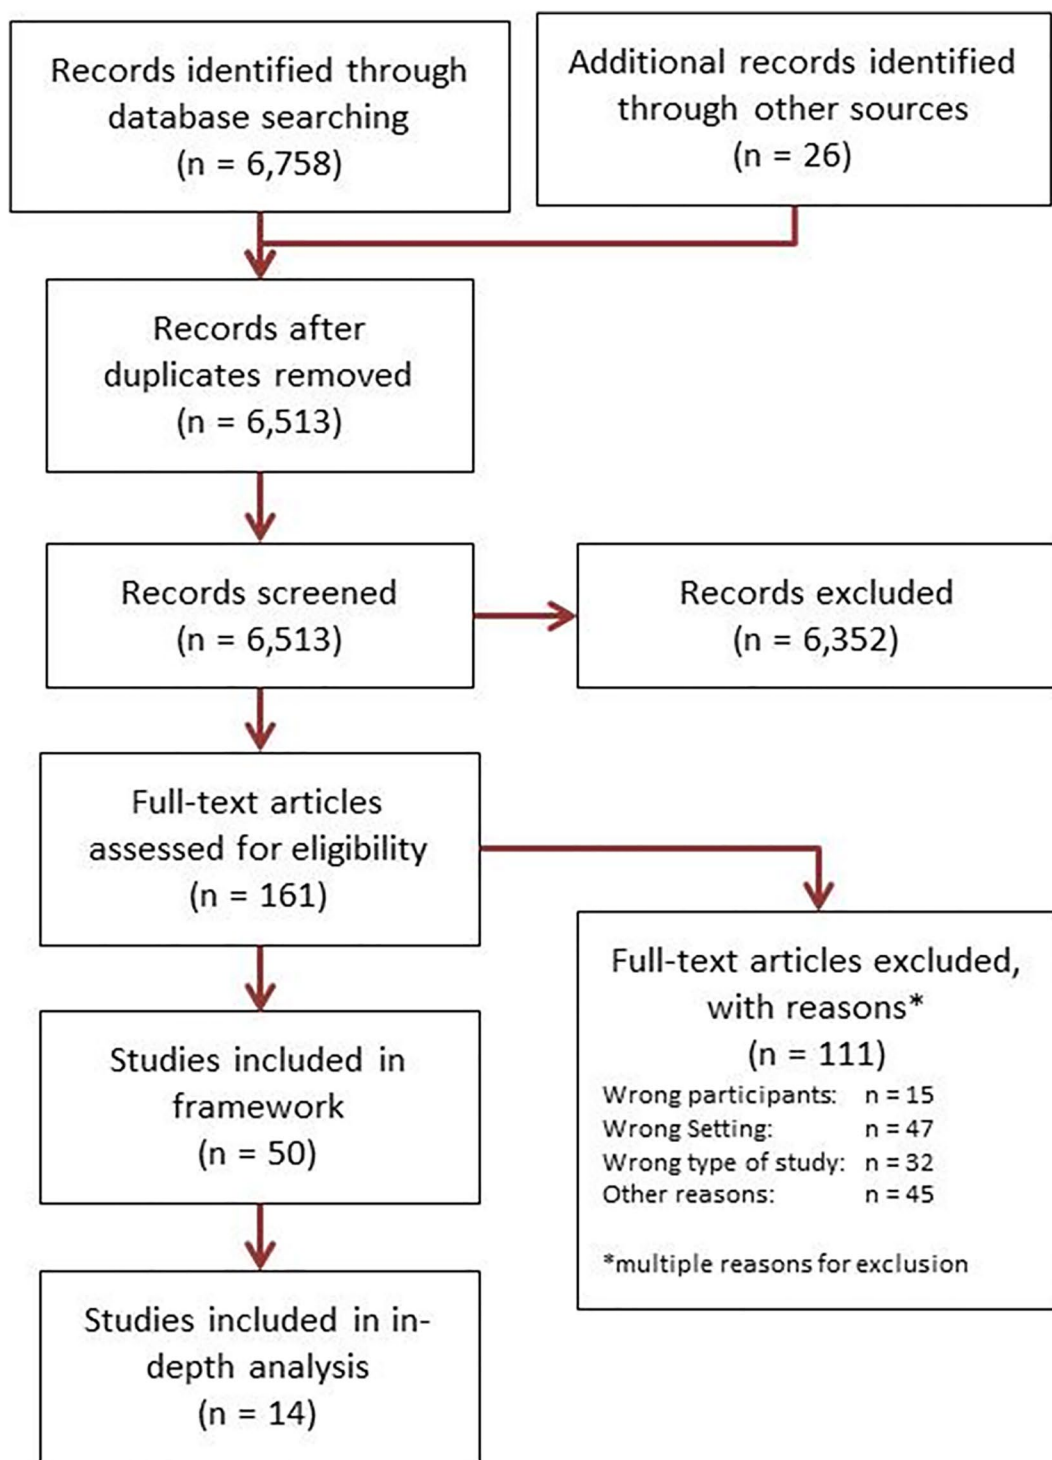 Records identified through
database searching
(n = 6,758)
Additional records identified
through other sources
(n = 26)
Records after
duplicates removed
(n = 6,513)
Records screened
(n = 6,513)
Records excluded
(n = 6,352)
Full-text articles
assessed for eligibility
(n = 161)
Full-text articles excluded,
with reasons*
(n = 111)
Wrong participants: n = 15
Wrong Setting: n = 47
Wrong type of study: n = 32
Other reasons: n = 45
*multiple reasons for exclusion
Studies included in
framework
(n = 50)
Studies included in in-
depth analysis
(n = 14)